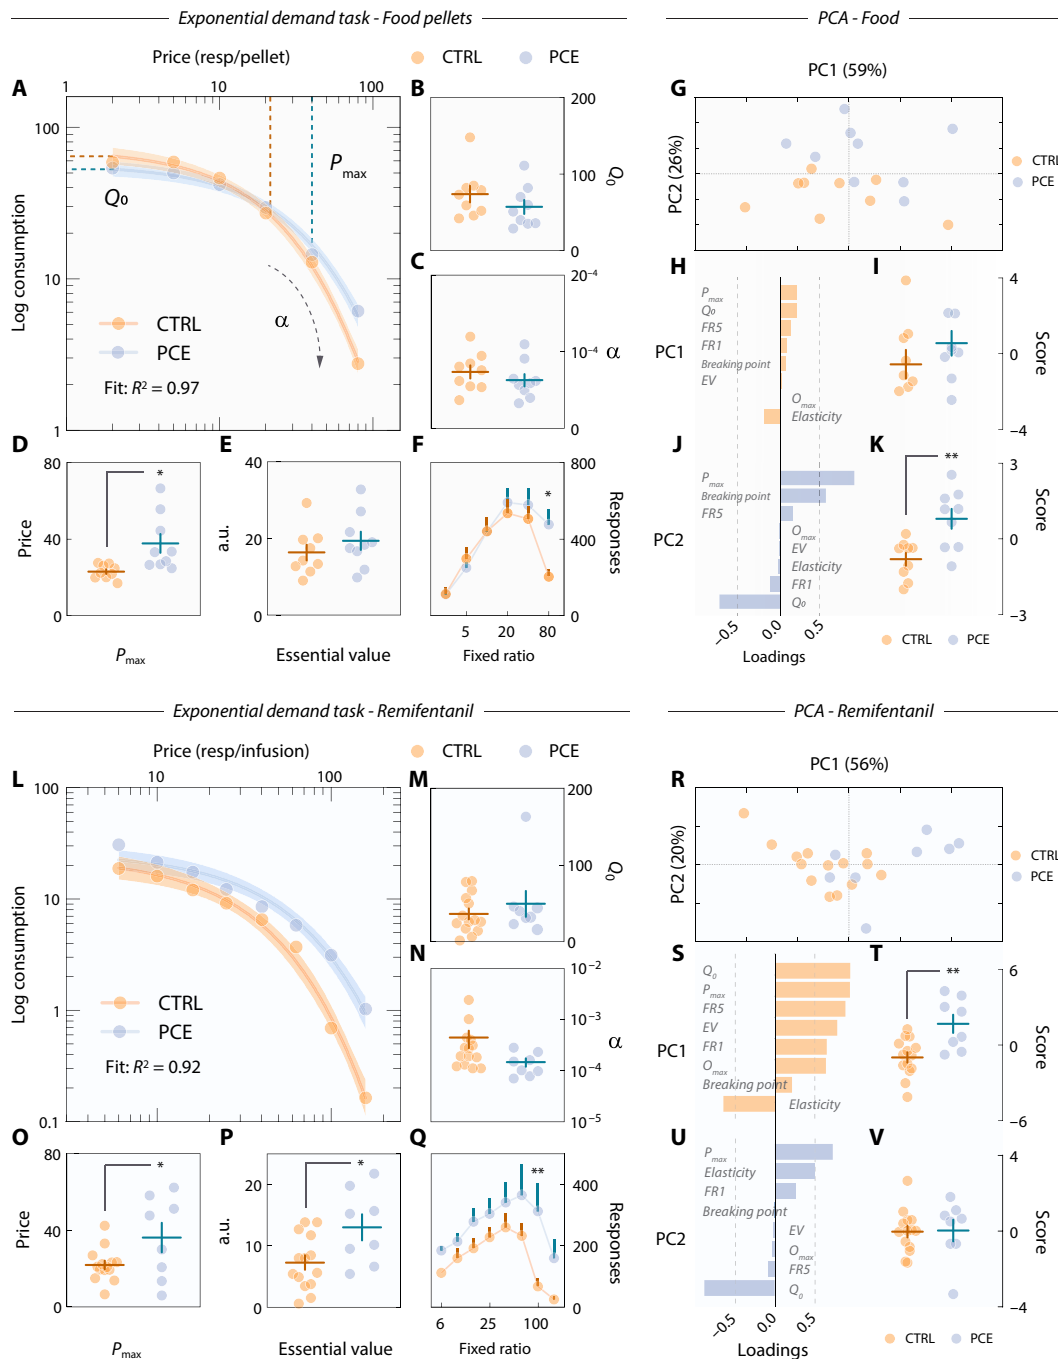 Exponential demand task - Food pellets
PCA - Food
Price (resp/pellet)
CTRL
PCE
PC1 (59%)
A
1
10
100
100
10
1
Log consumption
Q0
Pmax
α
CTRL
PCE
Fit: R² = 0.97
B
200
100
0
Q0
C
20⁻⁴
10⁻⁴
0
α
G
PC2 (26%)
CTRL
PCE
H
PC1
Pmax
Q0
FR5
FR1
Breaking point
EV
Omax
Elasticity
I
4
0
−4
Score
D
80
40
0
Price
*
Pmax
E
40
20
0
a.u.
Essential value
F
800
400
0
Responses
*
5
20
80
Fixed ratio
J
PC2
Pmax
Breaking point
FR5
Omax
EV
Elasticity
FR1
Q0
−0.5
0.0
0.5
Loadings
K
**
3
0
−3
Score
CTRL
PCE
Exponential demand task - Remifentanil
PCA - Remifentanil
Price (resp/infusion)
CTRL
PCE
PC1 (56%)
L
10
100
100
10
1
0.1
Log consumption
CTRL
PCE
Fit: R² = 0.92
M
200
100
0
Q0
N
10⁻²
10⁻³
10⁻⁴
10⁻⁵
α
R
PC2 (20%)
CTRL
PCE
S
PC1
Q0
Pmax
FR5
EV
FR1
Omax
Breaking point
Elasticity
T
**
6
0
−6
Score
O
80
40
0
Price
*
Pmax
P
20
10
0
a.u.
*
Essential value
Q
400
200
0
Responses
**
6
25
100
Fixed ratio
U
PC2
Pmax
Elasticity
FR1
Breaking point
EV
Omax
FR5
Q0
−0.5
0.0
0.5
Loadings
V
4
0
−4
Score
CTRL
PCE